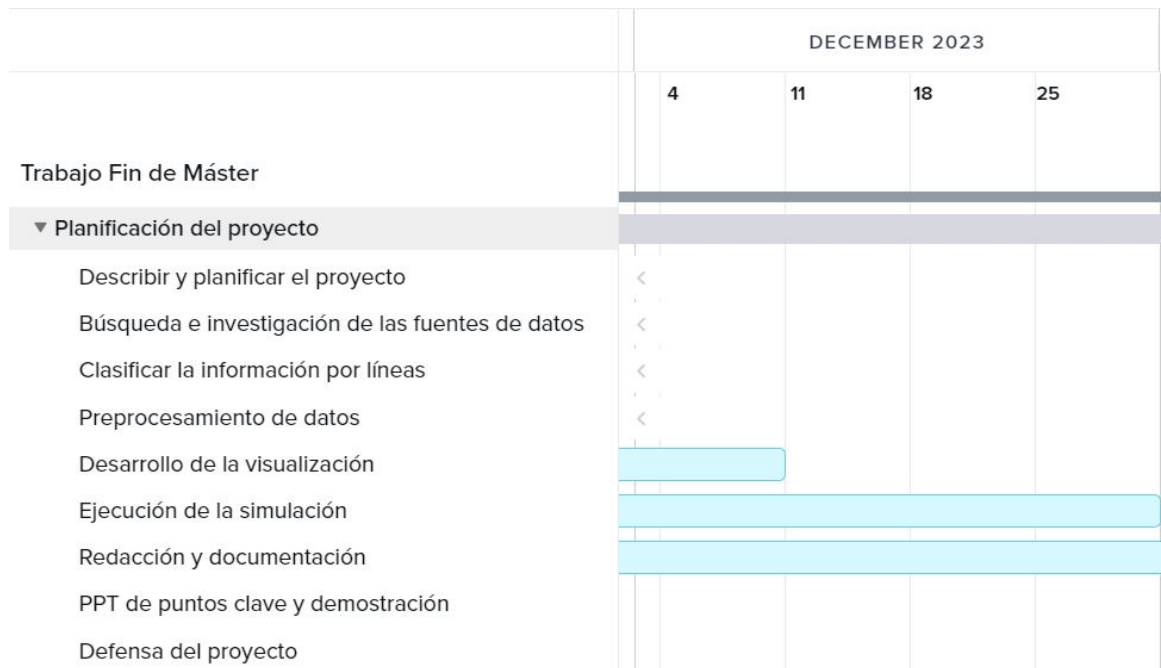 DECEMBER 2023
4 11 18 25
Trabajo Fin de Máster
Planificación del proyecto
Describir y planificar el proyecto
Búsqueda e investigación de las fuentes de datos
Clasificar la información por líneas
Preprocesamiento de datos
Desarrollo de la visualización
Ejecución de la simulación
Redacción y documentación
PPT de puntos clave y demostración
Defensa del proyecto